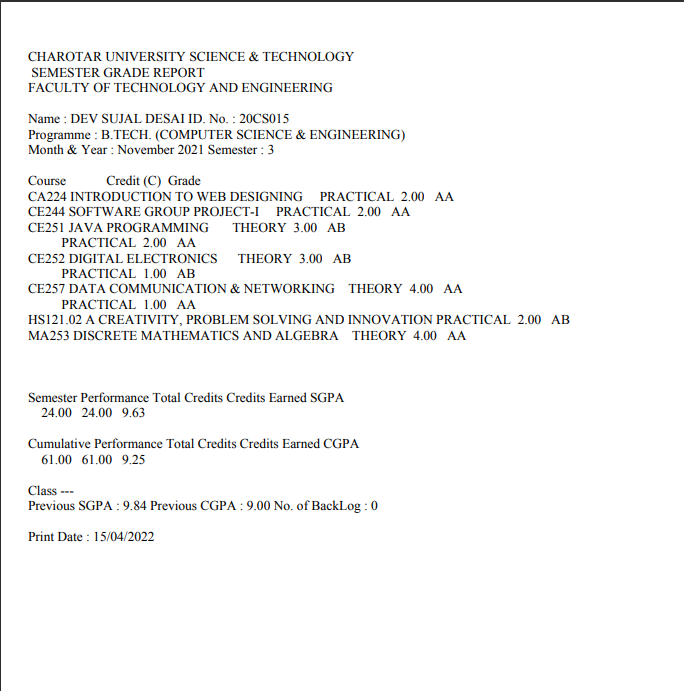 CHAROTAR UNIVERSITY SCIENCE & TECHNOLOGY
SEMESTER GRADE REPORT
FACULTY OF TECHNOLOGY AND ENGINEERING
Name : DEV SUJAL DESAI ID. No. : 20CS015
Programme : B.TECH. (COMPUTER SCIENCE & ENGINEERING)
Month & Year : November 2021 Semester : 3
Course Credit (C) Grade
CA224 INTRODUCTION TO WEB DESIGNING PRACTICAL 2.00 AA
CE244 SOFTWARE GROUP PROJECT-I PRACTICAL 2.00 AA
CE251 JAVA PROGRAMMING THEORY 3.00 AB
PRACTICAL 2.00 AA
CE252 DIGITAL ELECTRONICS THEORY 3.00 AB
PRACTICAL 1.00 AB
CE257 DATA COMMUNICATION & NETWORKING THEORY 4.00 AA
PRACTICAL 1.00 AA
HS121.02 A CREATIVITY, PROBLEM SOLVING AND INNOVATION PRACTICAL 2.00 AB
MA253 DISCRETE MATHEMATICS AND ALGEBRA THEORY 4.00 AA
Semester Performance Total Credits Credits Earned SGPA
24.00 24.00 9.63
Cumulative Performance Total Credits Credits Earned CGPA
61.00 61.00 9.25
Class ---
Previous SGPA : 9.84 Previous CGPA : 9.00 No. of BackLog : 0
Print Date : 15/04/2022